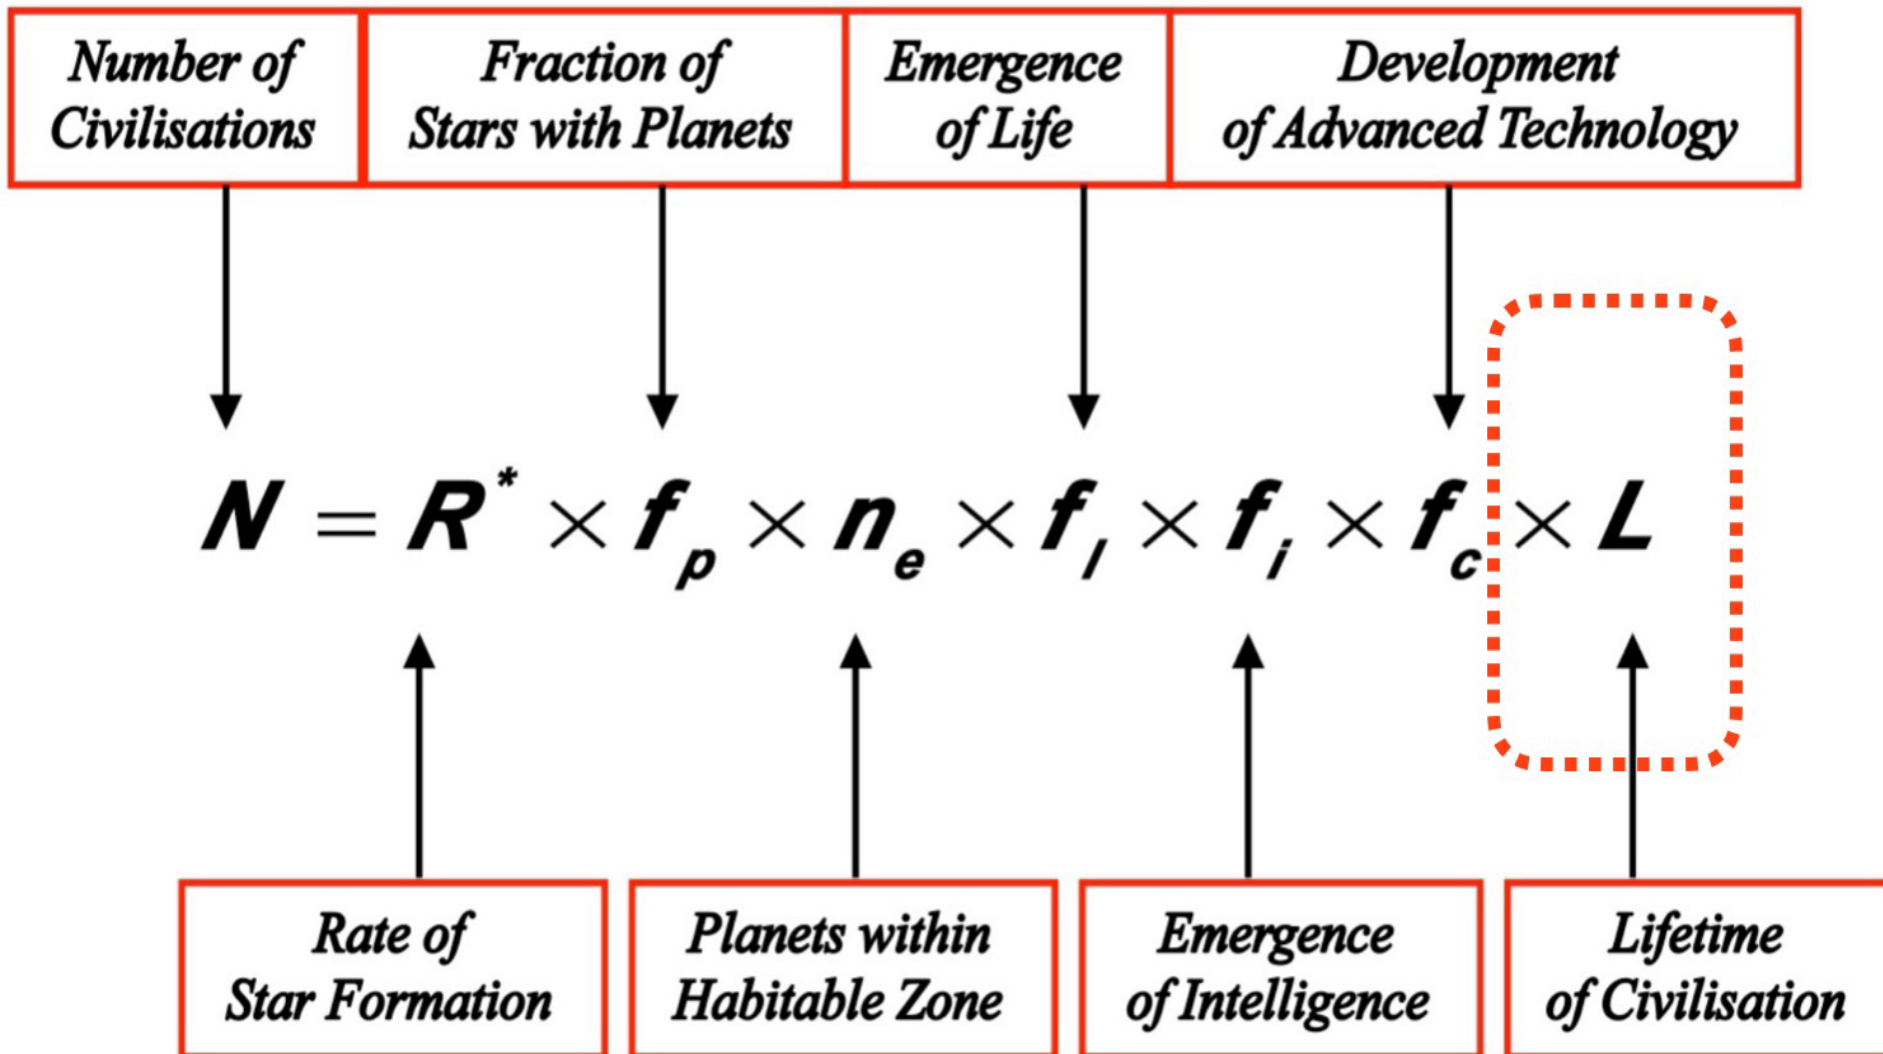 Number of
Civilisations
Fraction of
Stars with Planets
Emergence
of Life
Development
of Advanced Technology
N = R* × fp × ne × fl × fi × fc × L
Rate of
Star Formation
Planets within
Habitable Zone
Emergence
of Intelligence
Lifetime
of Civilisation